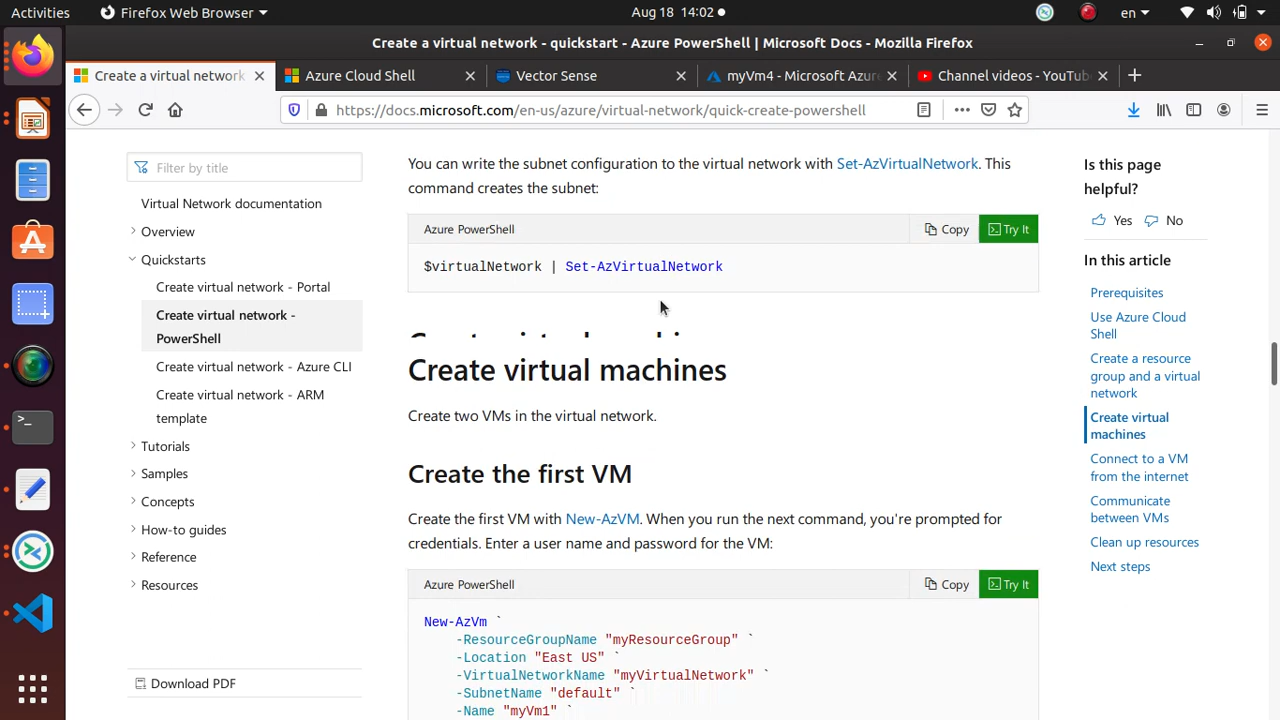 Activities
Firefox Web Browser
Aug 18 14:02
en
Create a virtual network - quickstart - Azure PowerShell | Microsoft Docs - Mozilla Firefox
Create a virtual network
Azure Cloud Shell
Vector Sense
myVm4 - Microsoft Azure
Channel videos - YouTube
https://docs.microsoft.com/en-us/azure/virtual-network/quick-create-powershell
Filter by title
Virtual Network documentation
Overview
Quickstarts
Create virtual network - Portal
Create virtual network -
PowerShell
Create virtual network - Azure CLI
Create virtual network - ARM
template
Tutorials
Samples
Concepts
How-to guides
Reference
Resources
Download PDF
You can write the subnet configuration to the virtual network with Set-AzVirtualNetwork. This
command creates the subnet:
Azure PowerShell
Copy
Try It
$virtualNetwork | Set-AzVirtualNetwork
Create virtual machines
Create two VMs in the virtual network.
Create the first VM
Create the first VM with New-AzVM. When you run the next command, you're prompted for
credentials. Enter a user name and password for the VM:
Azure PowerShell
Copy
Try It
New-AzVm `
-ResourceGroupName "myResourceGroup" `
-Location "East US" `
-VirtualNetworkName "myVirtualNetwork" `
-SubnetName "default" `
-Name "myVm1" `
Is this page
helpful?
Yes
No
In this article
Prerequisites
Use Azure Cloud
Shell
Create a resource
group and a virtual
network
Create virtual
machines
Connect to a VM
from the internet
Communicate
between VMs
Clean up resources
Next steps